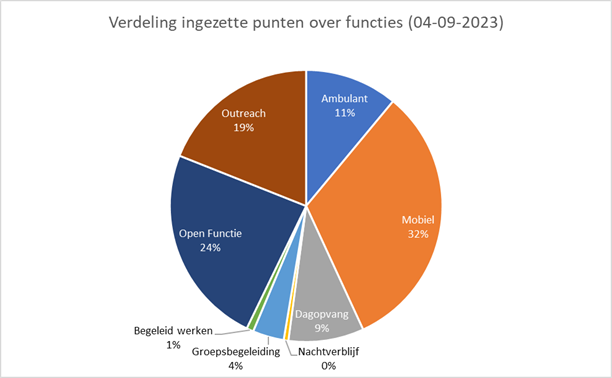 Verdeling ingezette punten over functies (04-09-2023)
Ambulant
11%
Mobiel
32%
Dagopvang
9%
Nachtverblijf
0%
Groepsbegeleiding
4%
Begeleid werken
1%
Open Functie
24%
Outreach
19%